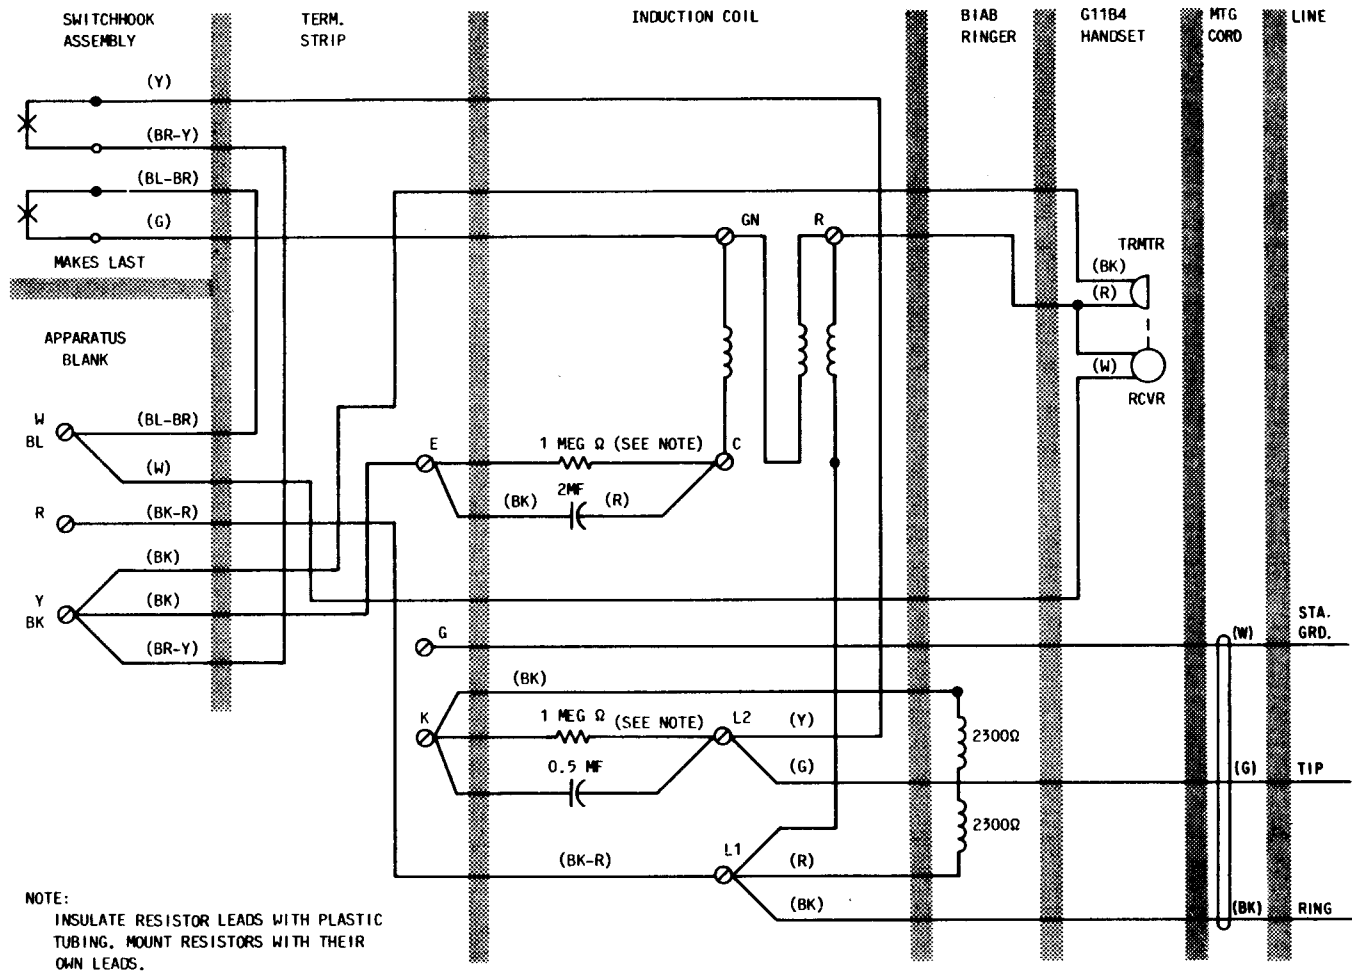 SWITCHHOOK
ASSEMBLY
TERM.
STRIP
INDUCTION COIL
B1AB
RINGER
G11B4
HANDSET
MTG
CORD
LINE
(Y)
(BR-Y)
(BL-BR)
(G)
MAKES LAST
GN
R
TRMTR
(BK)
(R)
(W)
RCVR
APPARATUS
BLANK
W
BL
(BL-BR)
(W)
E
1 MEG Ω (SEE NOTE)
C
(BK)
2MF
(R)
R
(BK-R)
(BK)
Y
BK
(BK)
(BR-Y)
G
(W)
STA.
GRD.
(BK)
K
1 MEG Ω
(SEE NOTE)
L2
(Y)
2300Ω
0.5 MF
(G)
(G)
TIP
2300Ω
L1
(BK-R)
(R)
(BK)
(BK)
RING
NOTE:
INSULATE RESISTOR LEADS WITH PLASTIC
TUBING. MOUNT RESISTORS WITH THEIR
OWN LEADS.